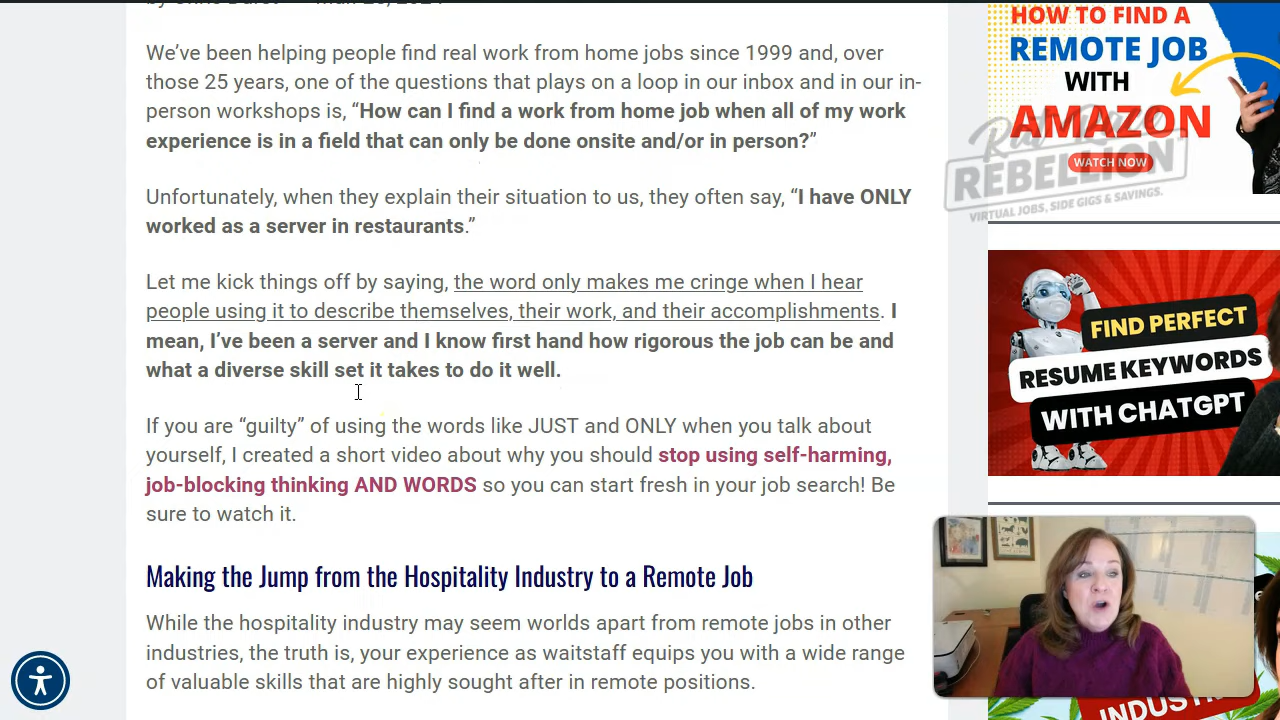 We've been helping people find real work from home jobs since 1999 and, over
those 25 years, one of the questions that plays on a loop in our inbox and in our in-
person workshops is, “How can I find a work from home job when all of my work
experience is in a field that can only be done onsite and/or in person?”
Unfortunately, when they explain their situation to us, they often say, “I have ONLY
worked as a server in restaurants.”
Let me kick things off by saying, the word only makes me cringe when I hear
people using it to describe themselves, their work, and their accomplishments. I
mean, I've been a server and I know first hand how rigorous the job can be and
what a diverse skill set it takes to do it well.
If you are “guilty” of using the words like JUST and ONLY when you talk about
yourself, I created a short video about why you should stop using self-harming,
job-blocking thinking AND WORDS so you can start fresh in your job search! Be
sure to watch it.
Making the Jump from the Hospitality Industry to a Remote Job
While the hospitality industry may seem worlds apart from remote jobs in other
industries, the truth is, your experience as waitstaff equips you with a wide range
of valuable skills that are highly sought after in remote positions.
HOW TO FIND A
REMOTE JOB
WITH
AMAZON
WATCH NOW
Rat Race
REBELLION
VIRTUAL JOBS, SIDE GIGS & SAVINGS.
FIND PERFECT
RESUME KEYWORDS
WITH CHATGPT